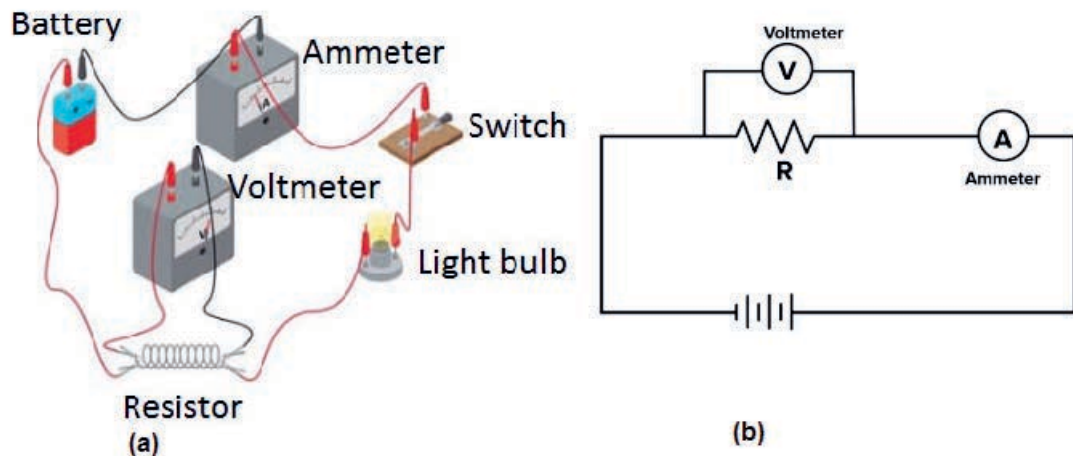 Battery
Ammeter
A
Switch
Voltmeter
V
Light bulb
Resistor
(a)
Voltmeter
V
R
A
Ammeter
(b)